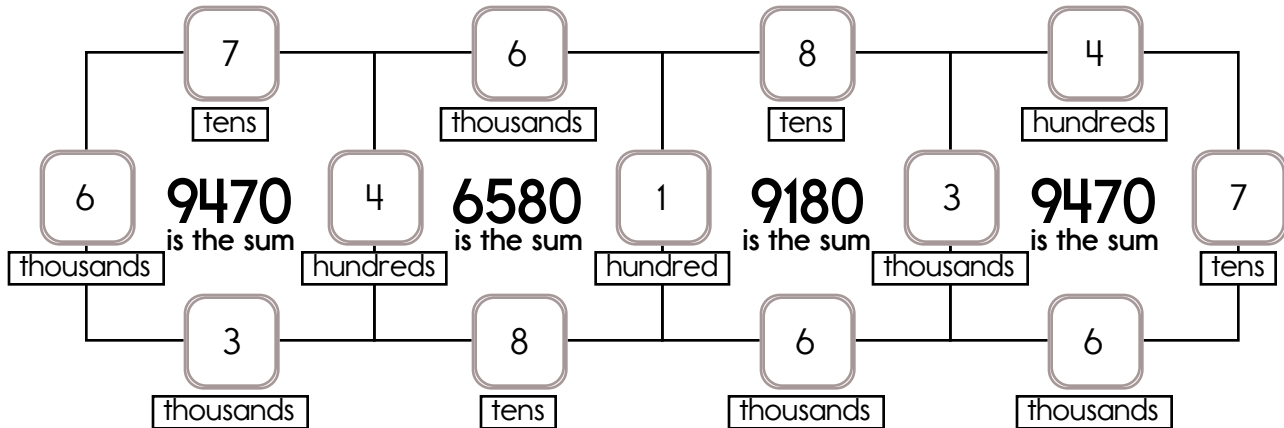 7
6
8
4
tens
thousands
tens
hundreds
6
9470
is the sum
4
6580
is the sum
1
9180
is the sum
3
9470
is the sum
7
thousands
hundreds
hundred
thousands
tens
3
8
6
6
thousands
tens
thousands
thousands